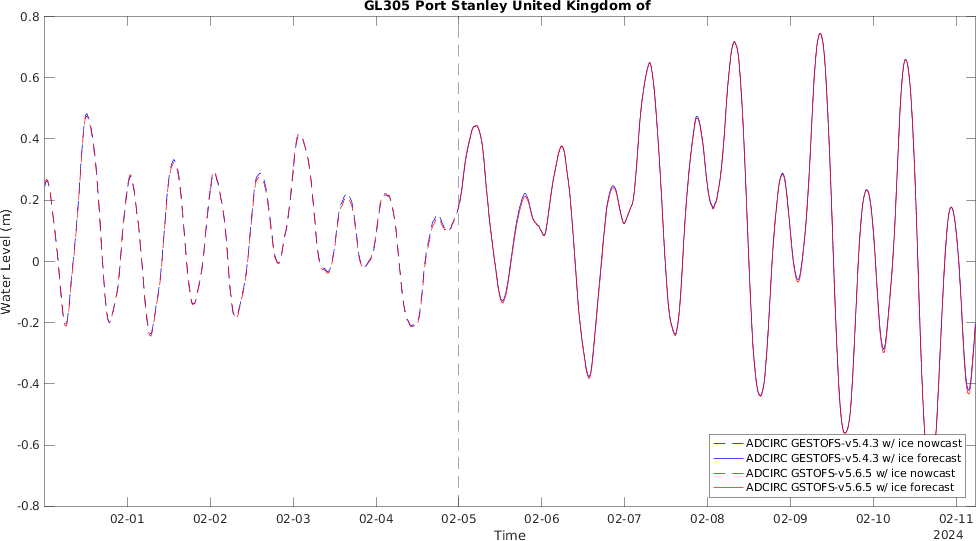 GL305 Port Stanley United Kingdom of
0.8
0.6
0.4
0.2
0
-0.2
-0.4
-0.6
-0.8
Water Level (m)
ADCIRC GESTOFS-v5.4.3 w/ ice nowcast
ADCIRC GESTOFS-v5.4.3 w/ ice forecast
ADCIRC GSTOFS-v5.6.5 w/ ice nowcast
ADCIRC GSTOFS-v5.6.5 w/ ice forecast
02-01 02-02 02-03 02-04 02-05 02-06 02-07 02-08 02-09 02-10 02-11
Time 2024